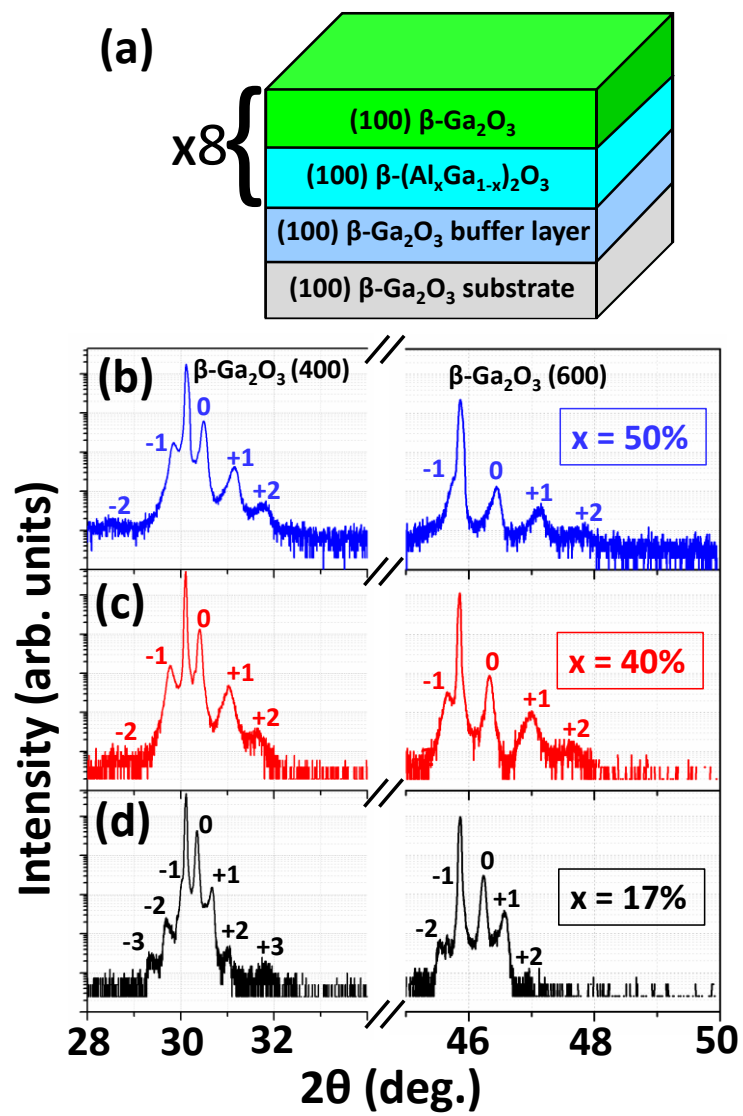 (a)
x8
(100) β-Ga₂O₃
(100) β-(AlₓGa₁₋ₓ)₂O₃
(100) β-Ga₂O₃ buffer layer
(100) β-Ga₂O₃ substrate
(b)
β-Ga₂O₃ (400)
β-Ga₂O₃ (600)
-2
-1
0
+1
+2
-1
0
+1
+2
x = 50%
(c)
-2
-1
0
+1
+2
-1
0
+1
+2
x = 40%
(d)
-3
-2
-1
0
+1
+2
+3
-2
-1
0
+1
+2
x = 17%
Intensity (arb. units)
28 30 32 46 48 50
2θ (deg.)